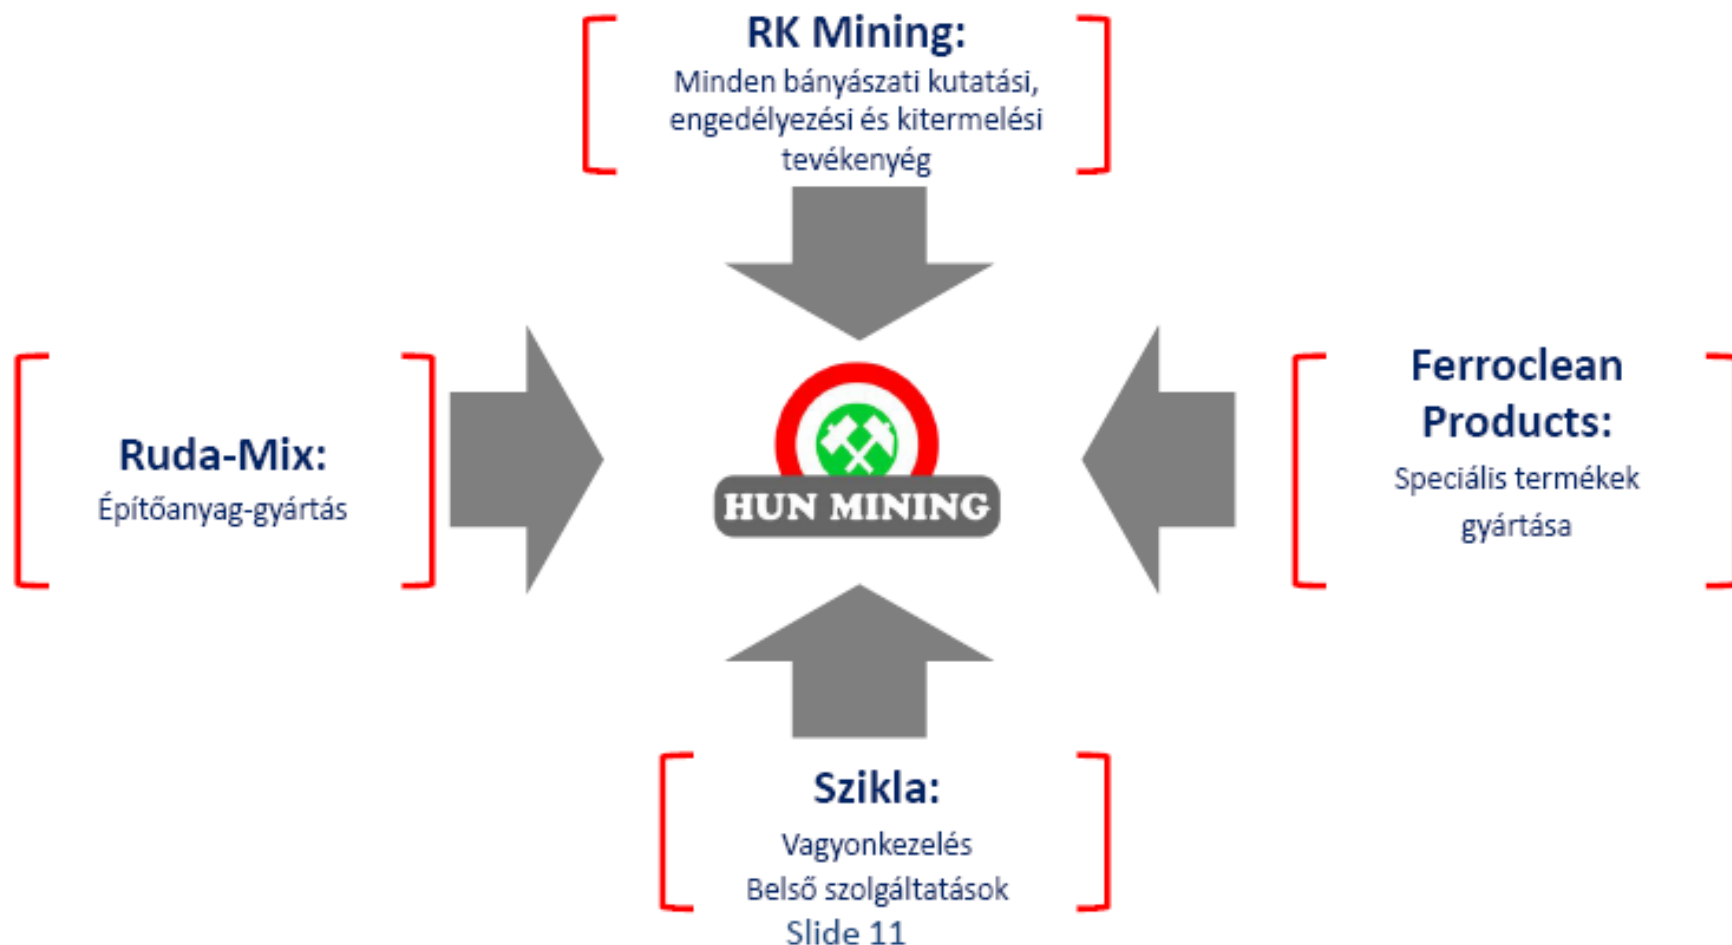 RK Mining:
Minden bányászati kutatási,
engedélyezési és kitermelési
tevékenyég
Ruda-Mix:
Építőanyag-gyártás
HUN MINING
Ferroclean
Products:
Speciális termékek
gyártása
Szikla:
Vagyonkezelés
Belső szolgáltatások
Slide 11